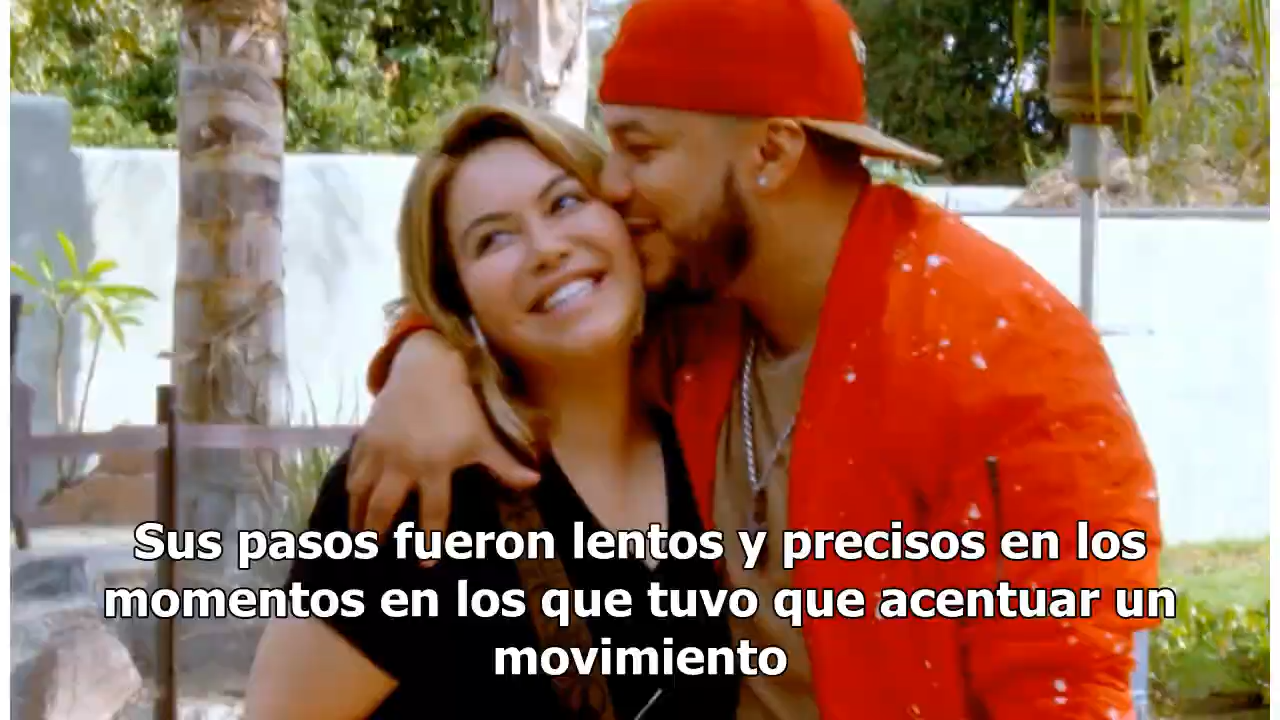 Sus pasos fueron lentos y precisos en los
momentos en los que tuvo que acentuar un
movimiento